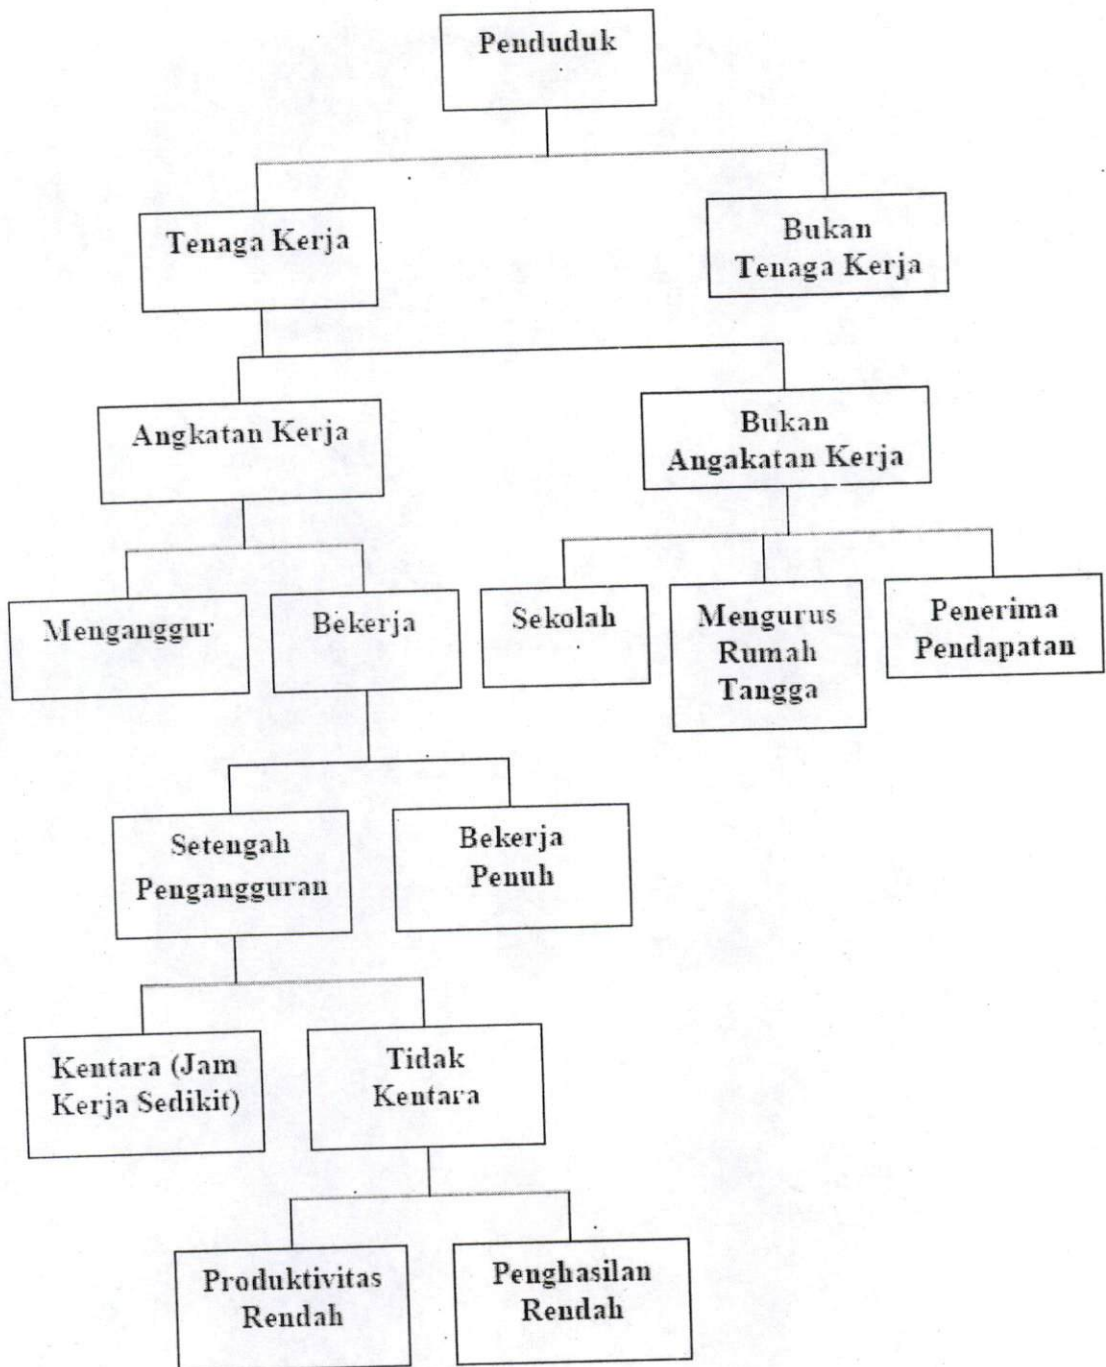 Penduduk
Tenaga Kerja
Bukan
Tenaga Kerja
Angkatan Kerja
Bukan
Angakatan Kerja
Menganggur
Bekerja
Sekolah
Mengurus
Rumah
Tangga
Penerima
Pendapatan
Setengah
Pengangguran
Bekerja
Penuh
Kentara (Jam
Kerja Sedikit)
Tidak
Kentara
Produktivitas
Rendah
Penghasilan
Rendah